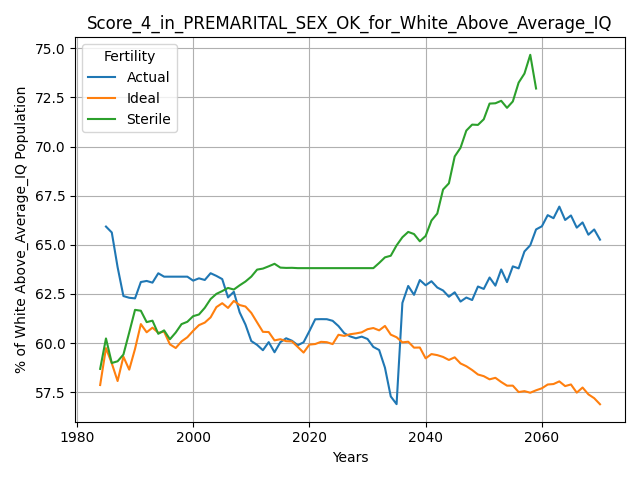 Score_4_in_PREMARITAL_SEX_OK_for_White_Above_Average_IQ
Fertility
Actual
Ideal
Sterile
% of White Above_Average_IQ Population
75.0
72.5
70.0
67.5
65.0
62.5
60.0
57.5
1980
2000
2020
2040
2060
Years